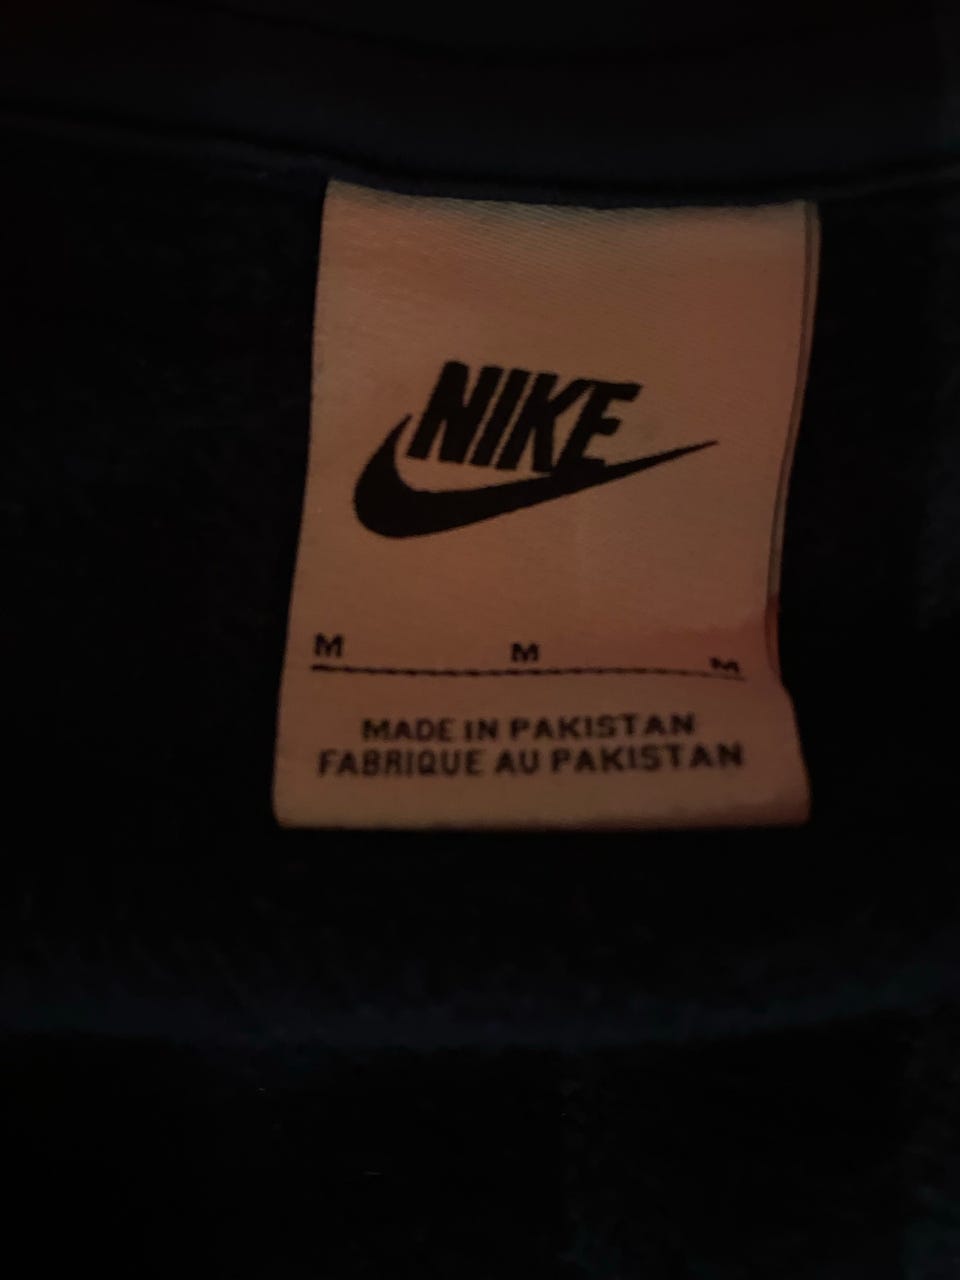 NIKE
M M M
MADE IN PAKISTAN
FABRIQUE AU PAKISTAN